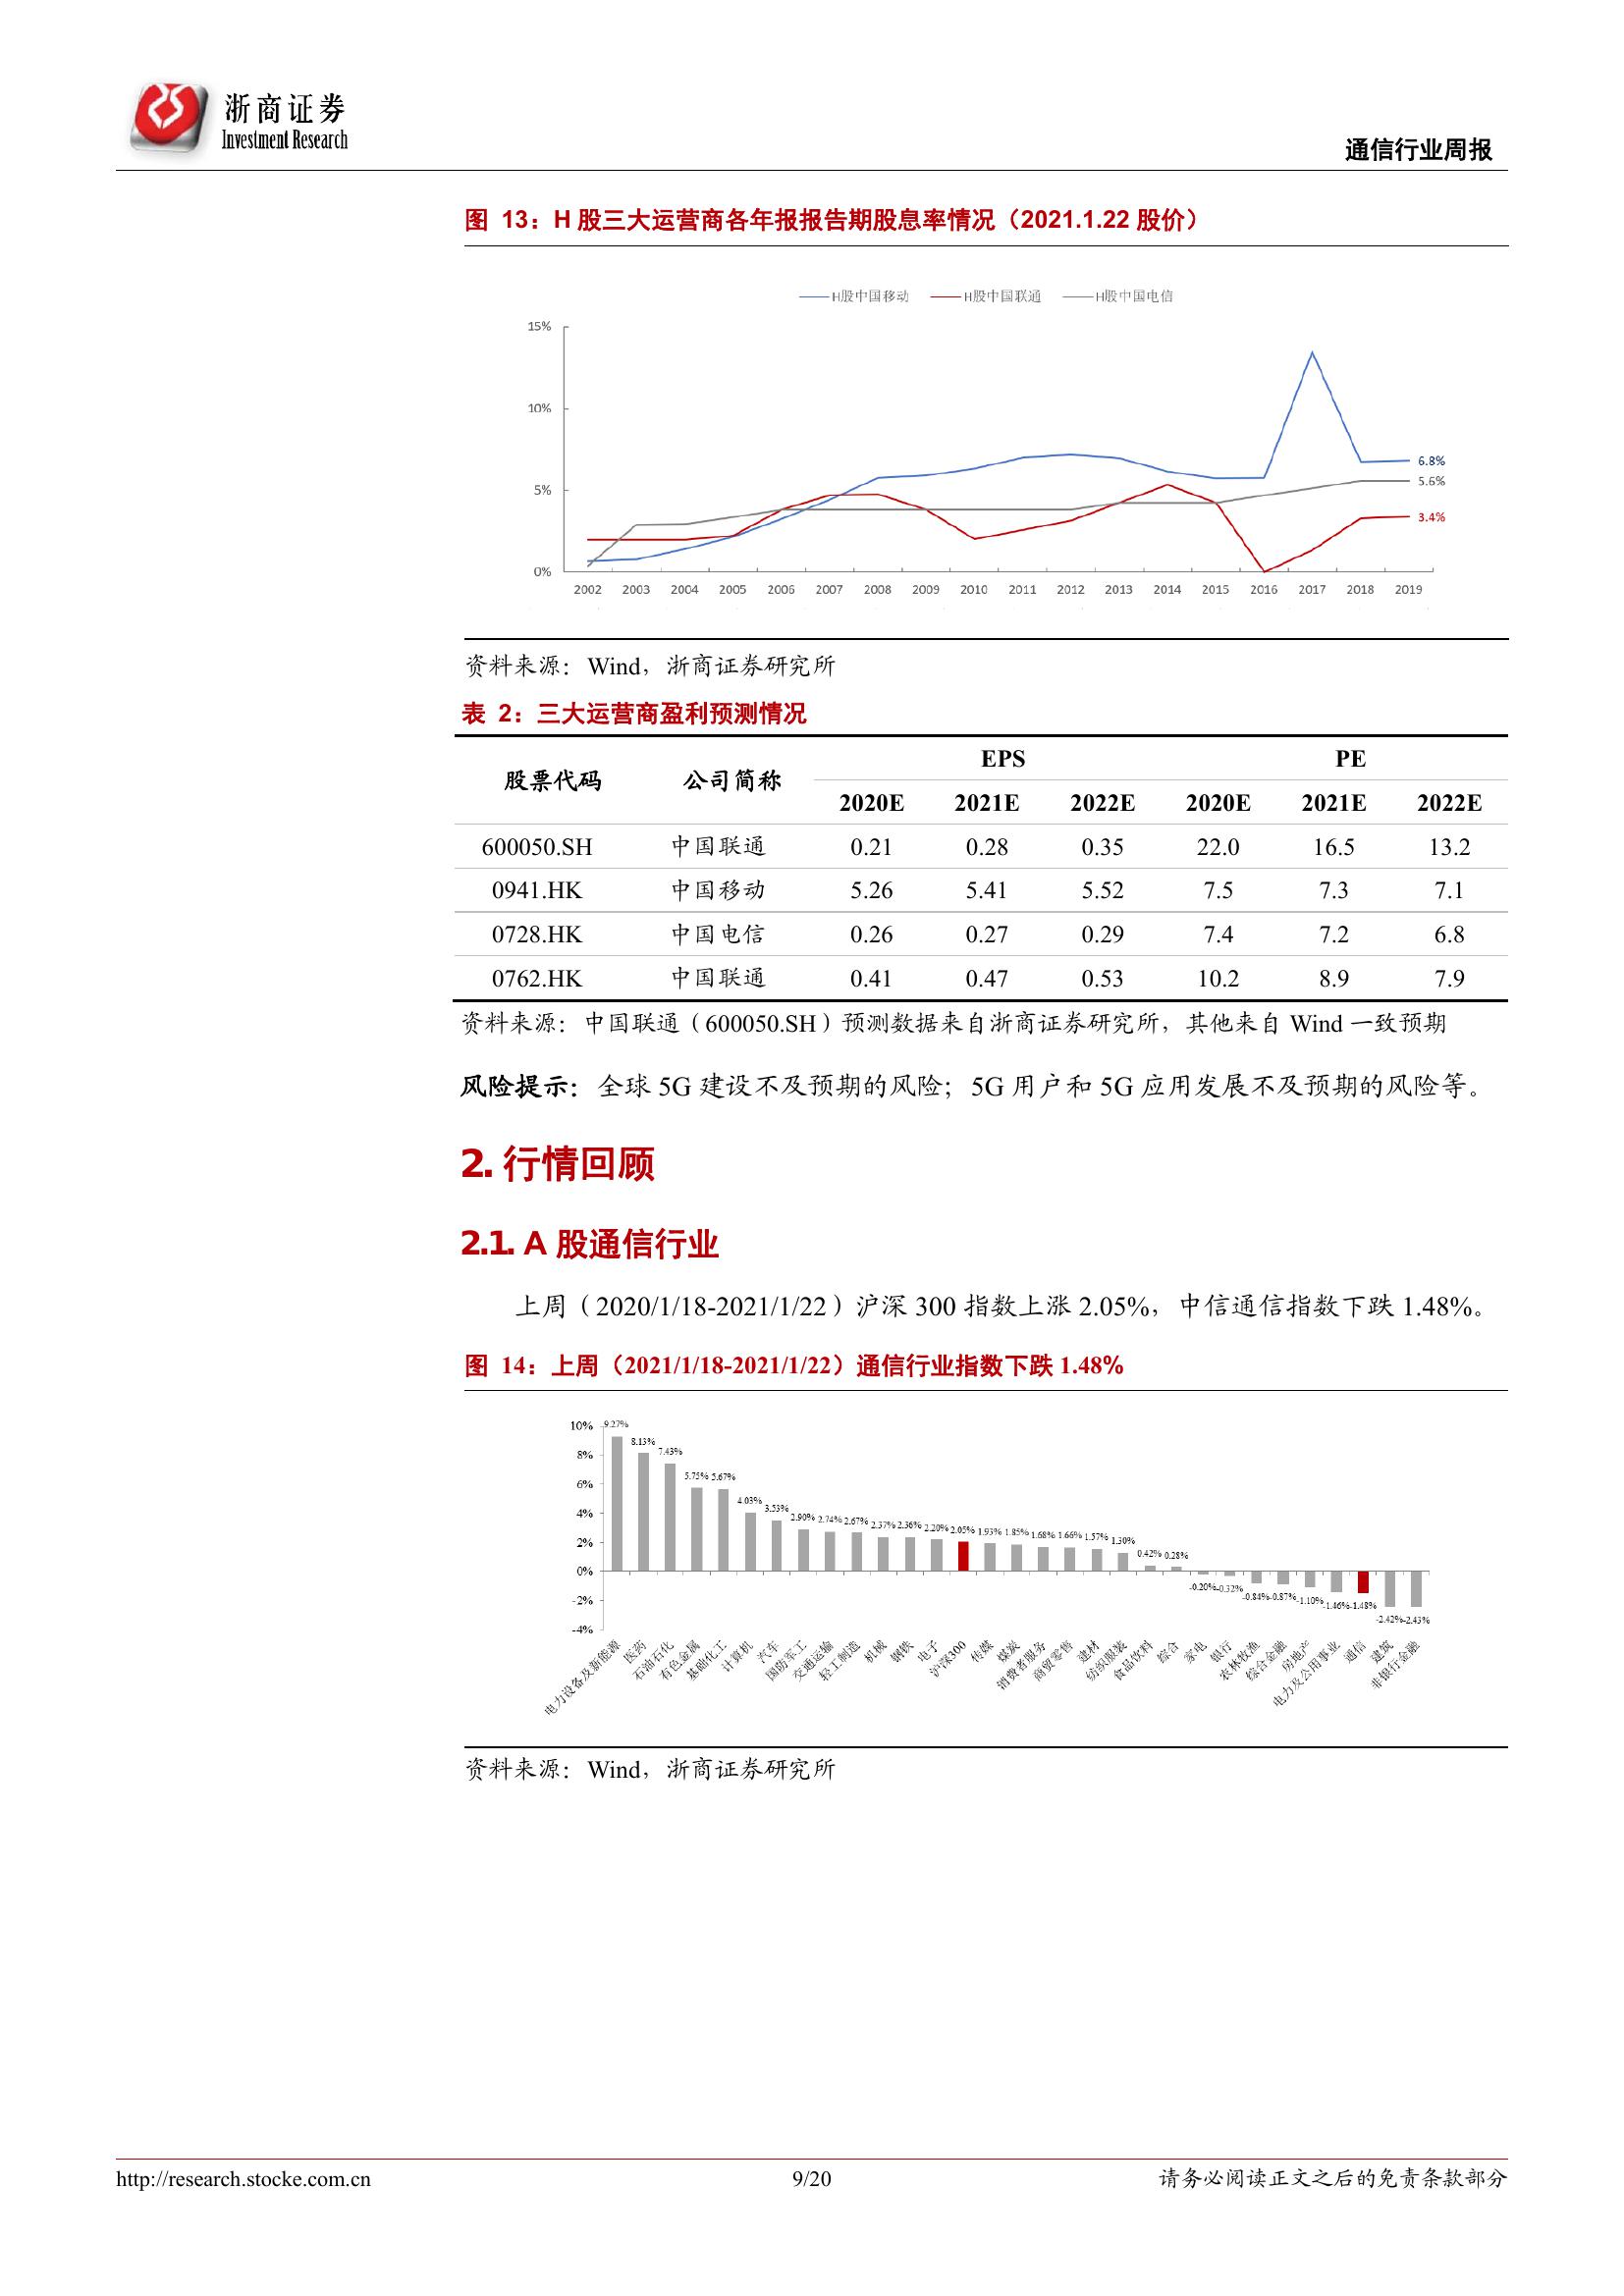 浙商证券
Investment Research
通信行业周报
图 13：H 股三大运营商各年报报告期股息率情况（2021.1.22 股价）
H股中国移动 H股中国联通 H股中国电信
15%
10%
5%
0%
6.8%
5.6%
3.4%
2002 2003 2004 2005 2006 2007 2008 2009 2010 2011 2012 2013 2014 2015 2016 2017 2018 2019
资料来源：Wind，浙商证券研究所
表 2：三大运营商盈利预测情况
股票代码 公司简称 EPS PE
2020E 2021E 2022E 2020E 2021E 2022E
600050.SH 中国联通 0.21 0.28 0.35 22.0 16.5 13.2
0941.HK 中国移动 5.26 5.41 5.52 7.5 7.3 7.1
0728.HK 中国电信 0.26 0.27 0.29 7.4 7.2 6.8
0762.HK 中国联通 0.41 0.47 0.53 10.2 8.9 7.9
资料来源：中国联通（600050.SH）预测数据来自浙商证券研究所，其他来自 Wind 一致预期
风险提示：全球 5G 建设不及预期的风险；5G 用户和 5G 应用发展不及预期的风险等。
2. 行情回顾
2.1. A 股通信行业
上周（2020/1/18-2021/1/22）沪深 300 指数上涨 2.05%，中信通信指数下跌 1.48%。
图 14：上周（2021/1/18-2021/1/22）通信行业指数下跌 1.48%
10%
8%
6%
4%
2%
0%
-2%
-4%
9.27% 8.13% 7.43% 5.75% 5.67% 4.03% 3.53% 2.90% 2.74% 2.67% 2.37% 2.36% 2.20% 2.05% 1.93% 1.85% 1.68% 1.66% 1.57% 1.30% 0.42% 0.28% -0.20% -0.32% -0.84% -0.87% -1.10% -1.46% -1.48% -2.42% -2.43%
电力设备及新能源 医药 石油石化 有色金属 基础化工 计算机 汽车 国防军工 交通运输 轻工制造 机械 钢铁 电子 沪深300 传媒 煤炭 消费者服务 商贸零售 建材 纺织服装 食品饮料 综合 家电 银行 农林牧渔 综合金融 房地产 电力及公用事业 通信 建筑 非银行金融
资料来源：Wind，浙商证券研究所
http://research.stocke.com.cn 9/20 请务必阅读正文之后的免责条款部分